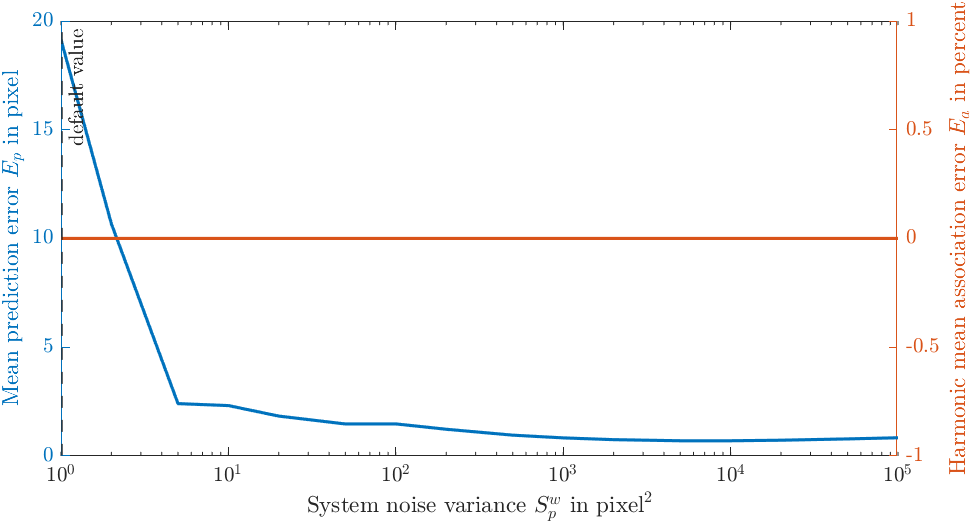 20
15
10
5
0
Mean prediction error E_p in pixel
default value
1
0.5
0
-0.5
-1
Harmonic mean association error E_a in percent
10^0 10^1 10^2 10^3 10^4 10^5
System noise variance S_p^w in pixel^2